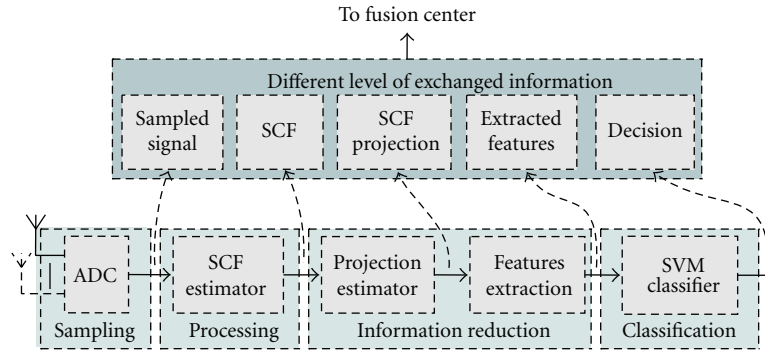 To fusion center
Different level of exchanged information
Sampled
signal
SCF
SCF
projection
Extracted
features
Decision
ADC
SCF
estimator
Projection
estimator
Features
extraction
SVM
classifier
Sampling
Processing
Information reduction
Classification